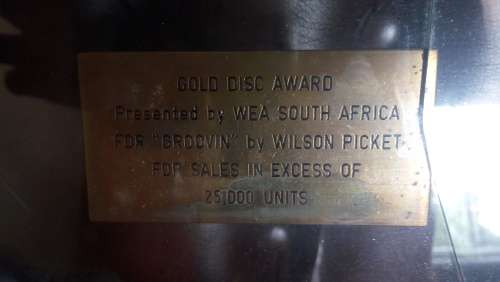 GOLD DISC AWARD
Presented by WEA SOUTH AFRICA
FOR "GROOVIN" by WILSON PICKET
FOR SALES IN EXCESS OF
25,000 UNITS